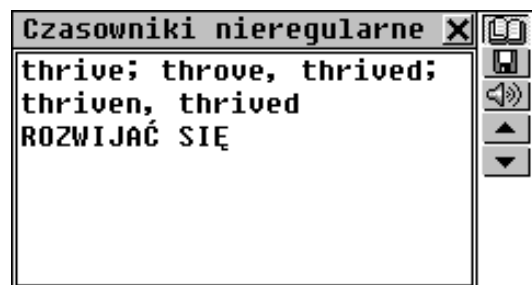 Czasowniki nieregularne
thrive; throve, thrived;
thriven, thrived
ROZWIJAĆ SIĘ